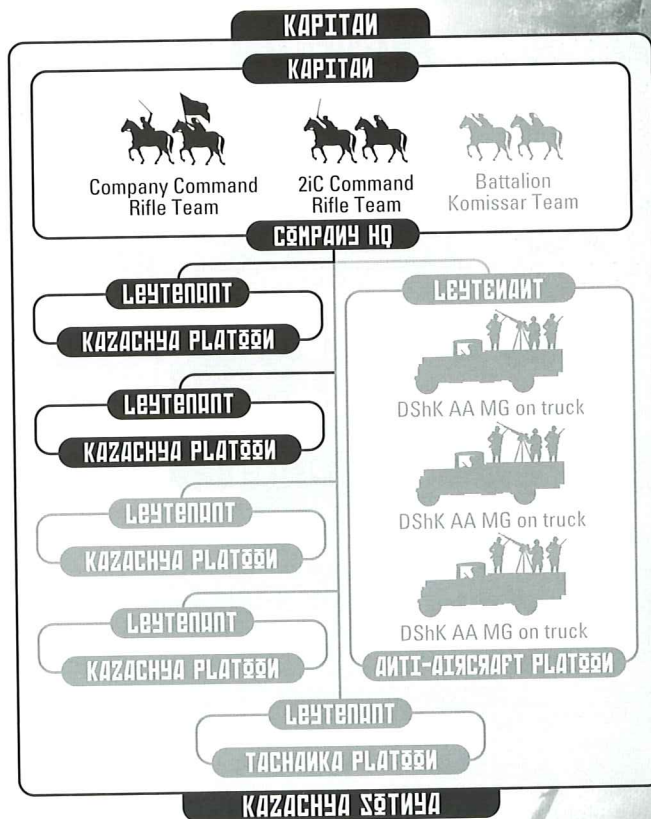 KAPITAN
KAPITAN
Company Command
Rifle Team
2iC Command
Rifle Team
Battalion
Komissar Team
COMPANY HQ
LEYTENANT
KAZACHYA PLATOON
LEYTENANT
KAZACHYA PLATOON
LEYTENANT
KAZACHYA PLATOON
LEYTENANT
KAZACHYA PLATOON
LEYTENANT
DShK AA MG on truck
DShK AA MG on truck
DShK AA MG on truck
ANTI-AIRCRAFT PLATOON
LEYTENANT
TACHANKA PLATOON
KAZACHYA SOTNYA